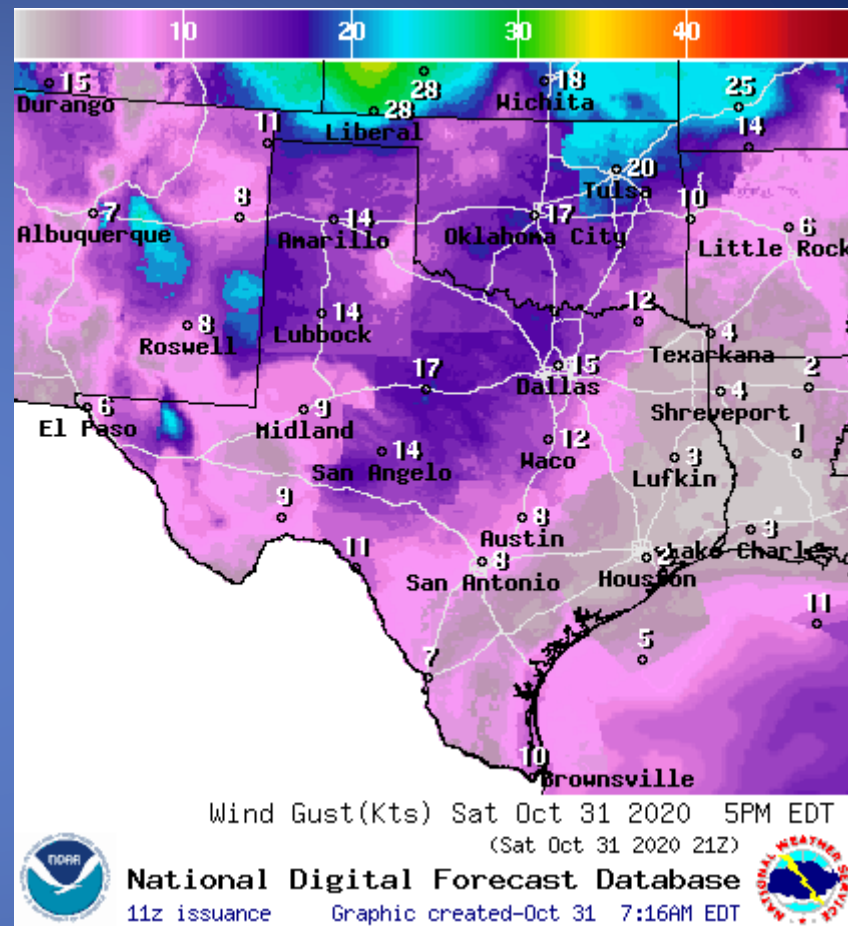 10 20 30 40
15
Durango
28
18
Wichita
25
28
Liberal
11
14
20
Tulsa
7
Albuquerque
8
14
Amarillo
17
Oklahoma City
10
6
Little Rock
8
Roswell
14
Lubbock
12
4
Texarkana
17
15
Dallas
2
4
Shreveport
6
El Paso
9
Midland
14
San Angelo
12
Waco
3
Lufkin
1
9
8
Austin
3
Lake Charles
11
8
San Antonio
2
Houston
11
5
7
10
Brownsville
Wind Gust(Kts) Sat Oct 31 2020 5PM EDT
(Sat Oct 31 2020 21Z)
NOAA
National Digital Forecast Database
11z issuance Graphic created-Oct 31 7:16AM EDT
NATIONAL WEATHER SERVICE